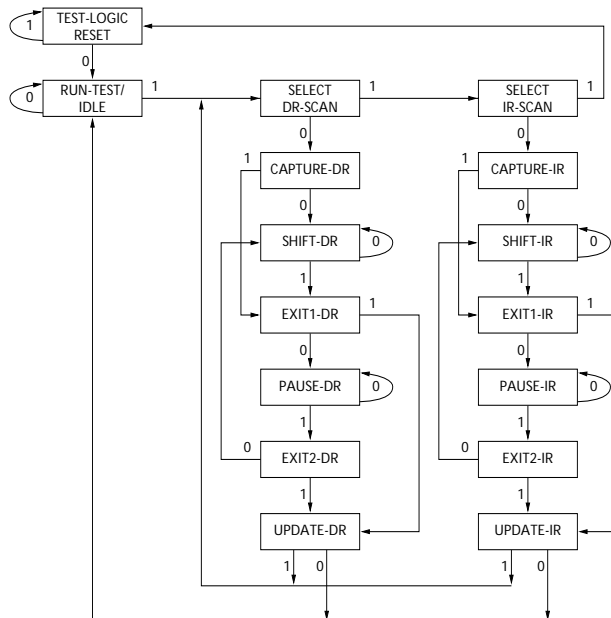 TEST-LOGIC
RESET
1
0
RUN-TEST/
IDLE
0
1
SELECT
DR-SCAN
1
SELECT
IR-SCAN
1
0
0
1
CAPTURE-DR
1
CAPTURE-IR
0
0
SHIFT-DR
0
SHIFT-IR
0
1
1
EXIT1-DR
1
EXIT1-IR
1
0
0
PAUSE-DR
0
PAUSE-IR
0
1
1
0
EXIT2-DR
0
EXIT2-IR
1
1
UPDATE-DR
UPDATE-IR
1
0
1
0